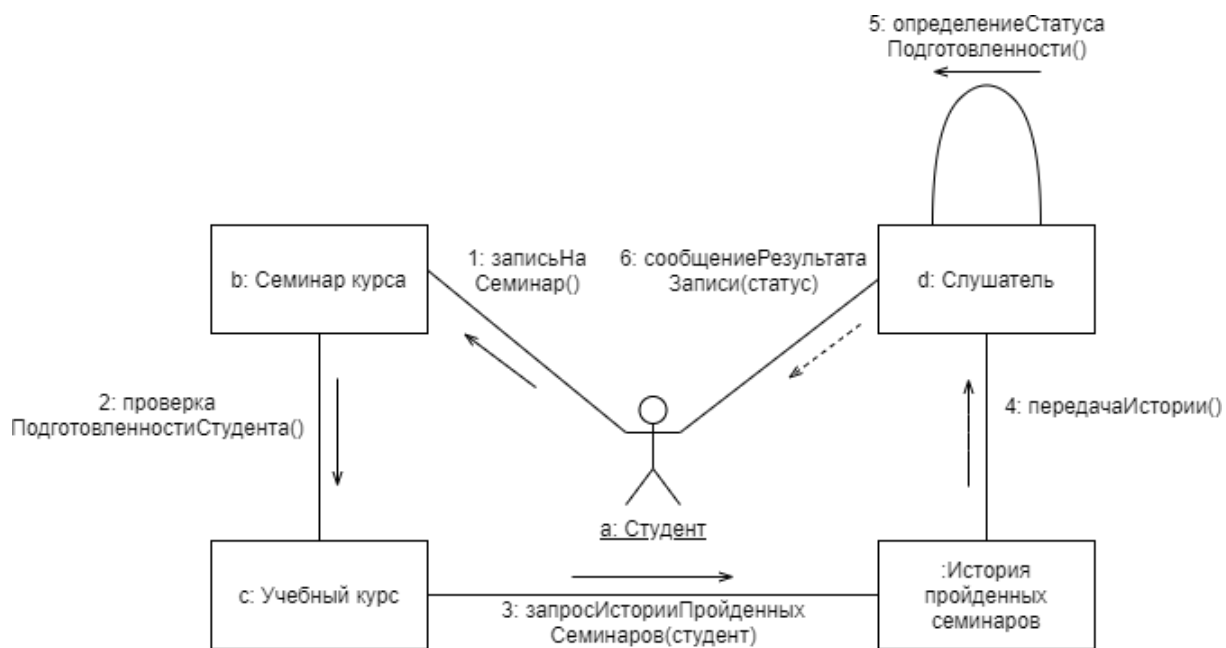 5: определениеСтатуса
Подготовленности()
b: Семинар курса
1: записьНа
Семинар()
6: сообщениеРезультата
Записи(статус)
d: Слушатель
2: проверка
ПодготовленностиСтудента()
4: передачаИстории()
a: Студент
c: Учебный курс
3: запросИсторииПройденных
Семинаров(студент)
:История
пройденных
семинаров